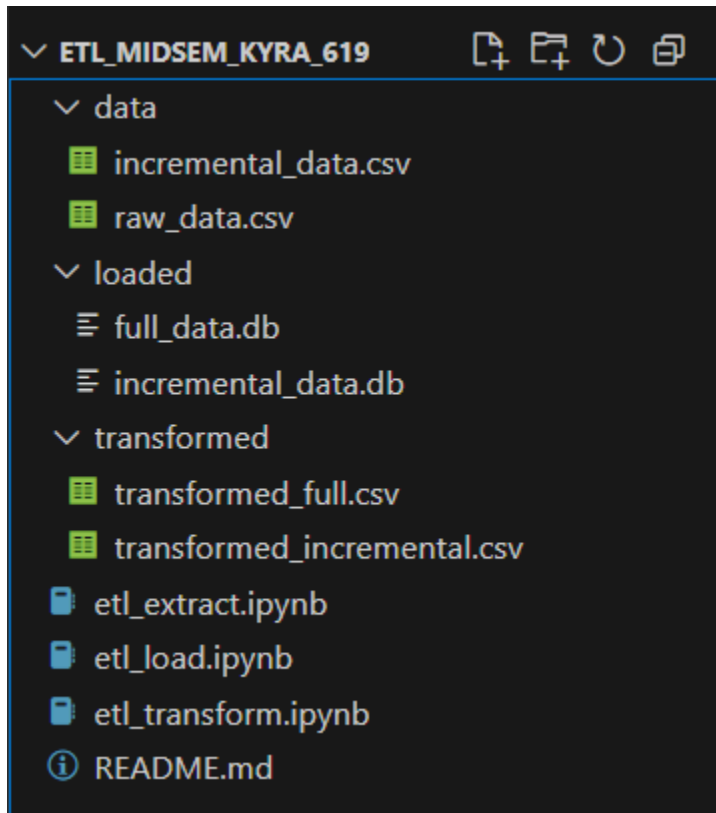 ETL_MIDSEM_KYRA_619
data
incremental_data.csv
raw_data.csv
loaded
full_data.db
incremental_data.db
transformed
transformed_full.csv
transformed_incremental.csv
etl_extract.ipynb
etl_load.ipynb
etl_transform.ipynb
README.md